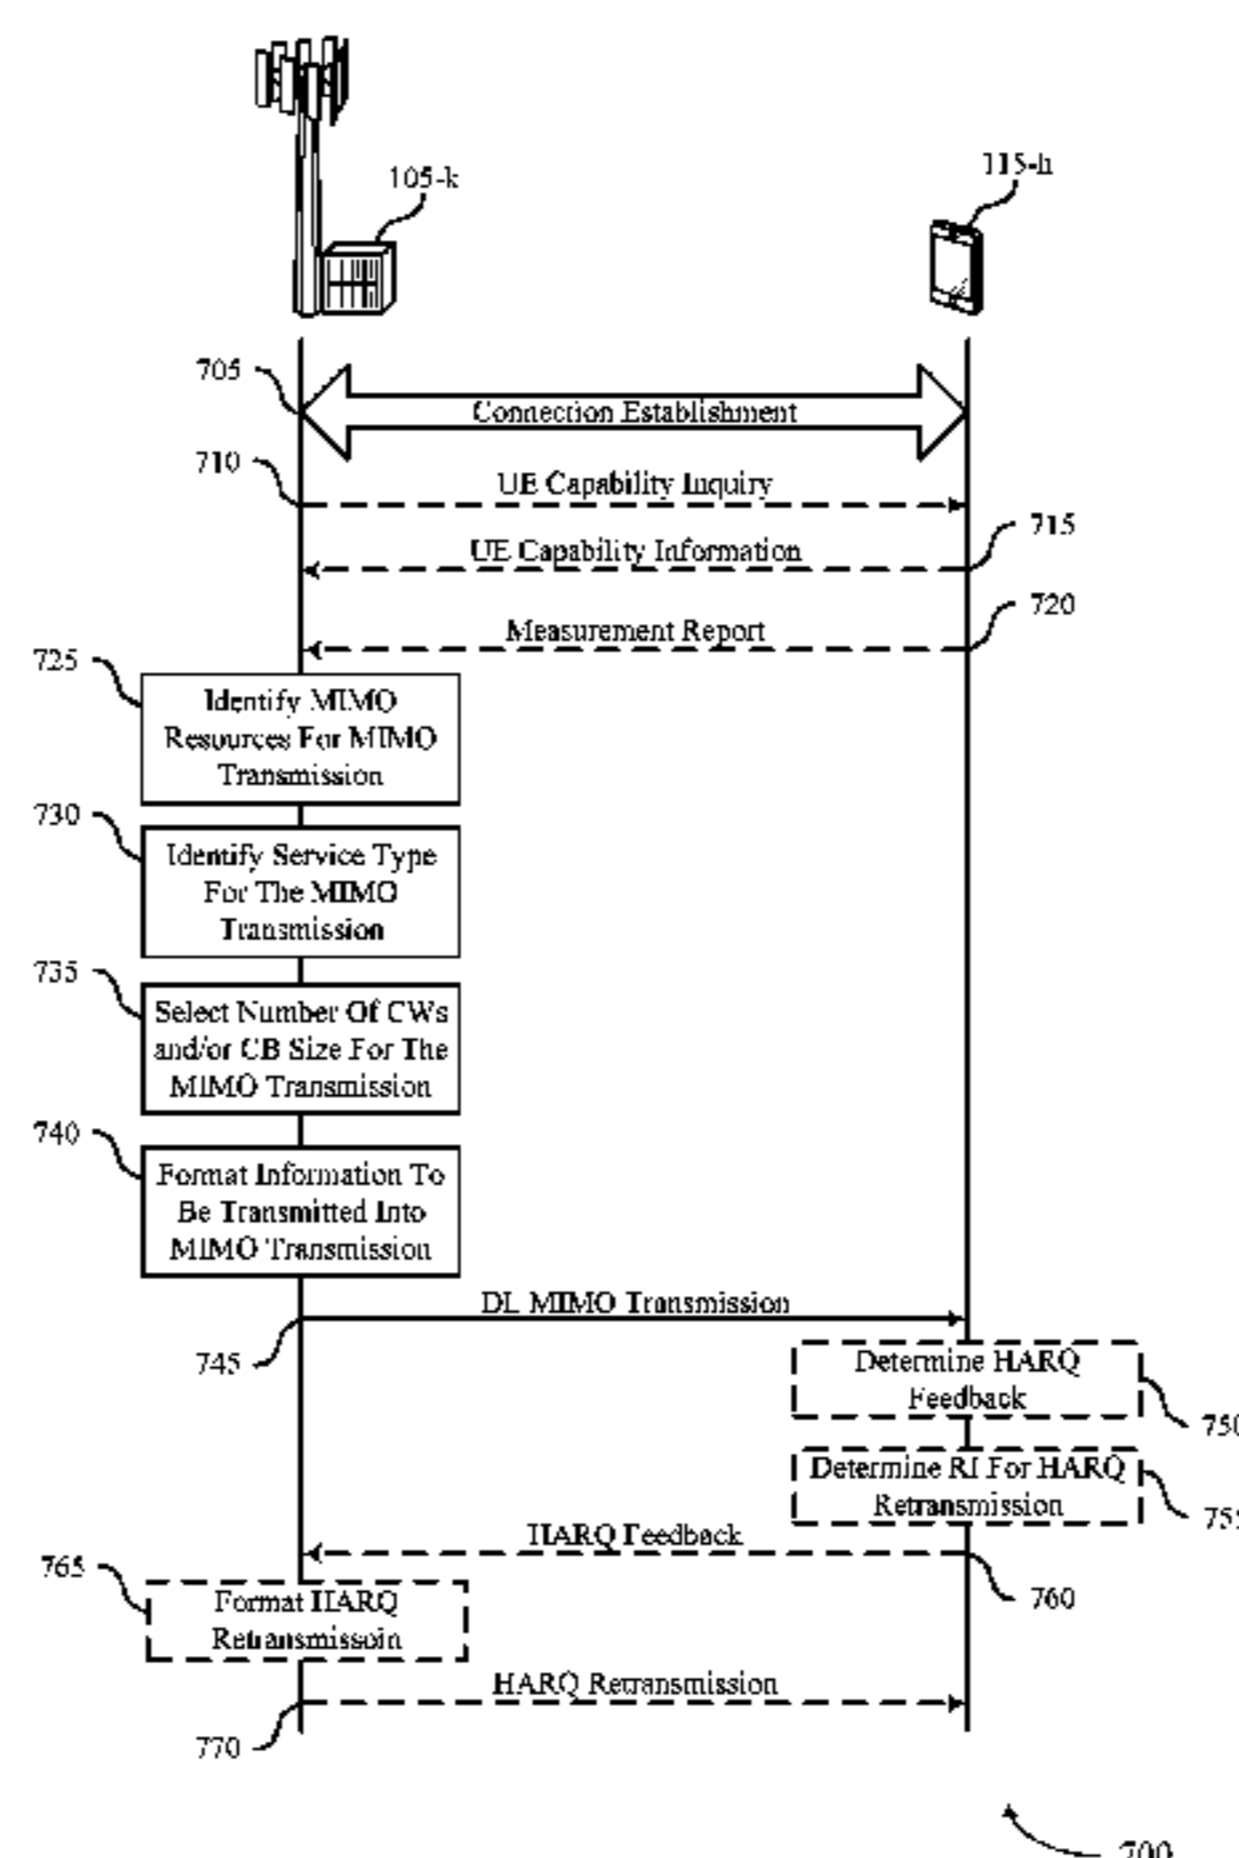 105-k
115-h
705
Connection Establishment
710
UE Capability Inquiry
715
UE Capability Information
720
Measurement Report
725
Identify MIMO
Resources For MIMO
Transmission
730
Identify Service Type
For The MIMO
Transmission
735
Select Number Of CWs
and/or CB Size For The
MIMO Transmission
740
Format Information To
Be Transmitted Into
MIMO Transmission
DL MIMO Transmission
745
Determine HARQ
Feedback
750
Determine RI For HARQ
Retransmission
755
HARQ Feedback
760
765
Format HARQ
Retransmissoin
HARQ Retransmission
770
700